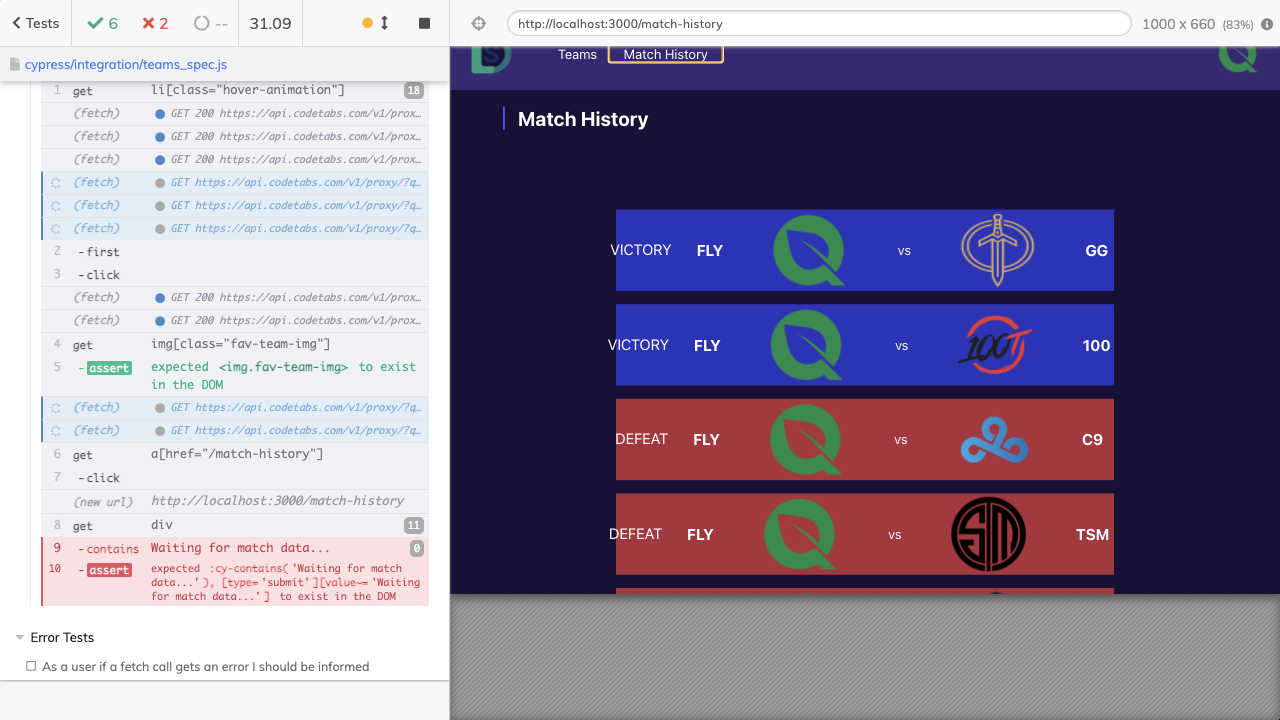 Tests
6
2
--
31.09
cypress/integration/teams_spec.js
1 get li[class="hover-animation"] 18
(fetch) GET 200 https://api.codetabs.com/v1/prox…
(fetch) GET 200 https://api.codetabs.com/v1/prox…
(fetch) GET 200 https://api.codetabs.com/v1/prox…
(fetch) GET https://api.codetabs.com/v1/proxy/?q…
(fetch) GET https://api.codetabs.com/v1/proxy/?q…
(fetch) GET https://api.codetabs.com/v1/proxy/?q…
2 - first
3 - click
(fetch) GET 200 https://api.codetabs.com/v1/prox…
(fetch) GET 200 https://api.codetabs.com/v1/prox…
4 get img[class="fav-team-img"]
5 - assert expected <img.fav-team-img> to exist
in the DOM
(fetch) GET https://api.codetabs.com/v1/proxy/?q…
(fetch) GET https://api.codetabs.com/v1/proxy/?q…
6 get a[href="/match-history"]
7 - click
(new url) http://localhost:3000/match-history
8 get div 11
9 - contains Waiting for match data... 0
10 - assert expected :cy-contains('Waiting for match
data...'), [type='submit'][value~='Waiting
for match data...'] to exist in the DOM
Error Tests
As a user if a fetch call gets an error I should be informed
http://localhost:3000/match-history
1000 x 660 (83%)
Teams
Match History
Match History
VICTORY FLY vs GG
VICTORY FLY vs 100T 100
DEFEAT FLY vs C9
DEFEAT FLY vs TSM